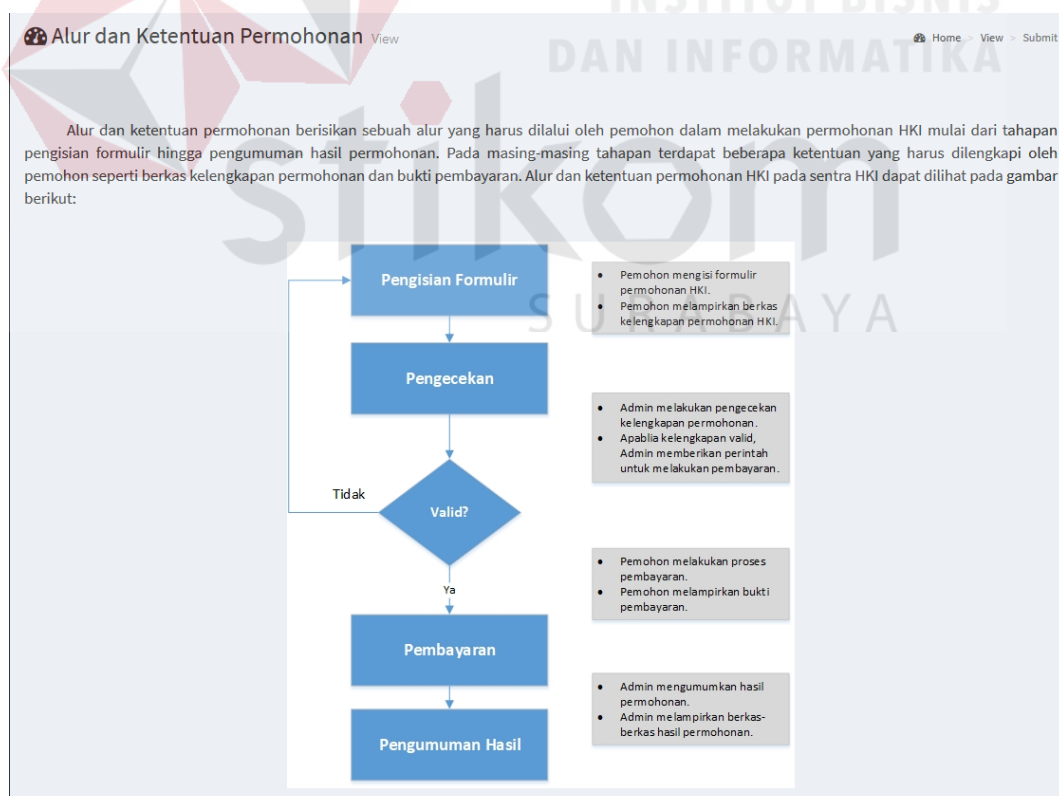 INSTITUT BISNIS
DAN INFORMATIKA
stikom
SURABAYA
Alur dan Ketentuan Permohonan View
Home > View > Submit
Alur dan ketentuan permohonan berisikan sebuah alur yang harus dilalui oleh pemohon dalam melakukan permohonan HKI mulai dari tahapan
pengisian formulir hingga pengumuman hasil permohonan. Pada masing-masing tahapan terdapat beberapa ketentuan yang harus dilengkapi oleh
pemohon seperti berkas kelengkapan permohonan dan bukti pembayaran. Alur dan ketentuan permohonan HKI pada sentra HKI dapat dilihat pada gambar
berikut:
Pengisian Formulir
• Pemohon mengisi formulir
permohonan HKI.
• Pemohon melampirkan berkas
kelengkapan permohonan HKI.
Pengecekan
• Admin melakukan pengecekan
kelengkapan permohonan.
• Apablia kelengkapan valid,
Admin memberikan perintah
untuk melakukan pembayaran.
Tidak
Valid?
Ya
• Pemohon melakukan proses
pembayaran.
• Pemohon melampirkan bukti
pembayaran.
Pembayaran
• Admin mengumumkan hasil
permohonan.
• Admin melampirkan berkas-
berkas hasil permohonan.
Pengumuman Hasil